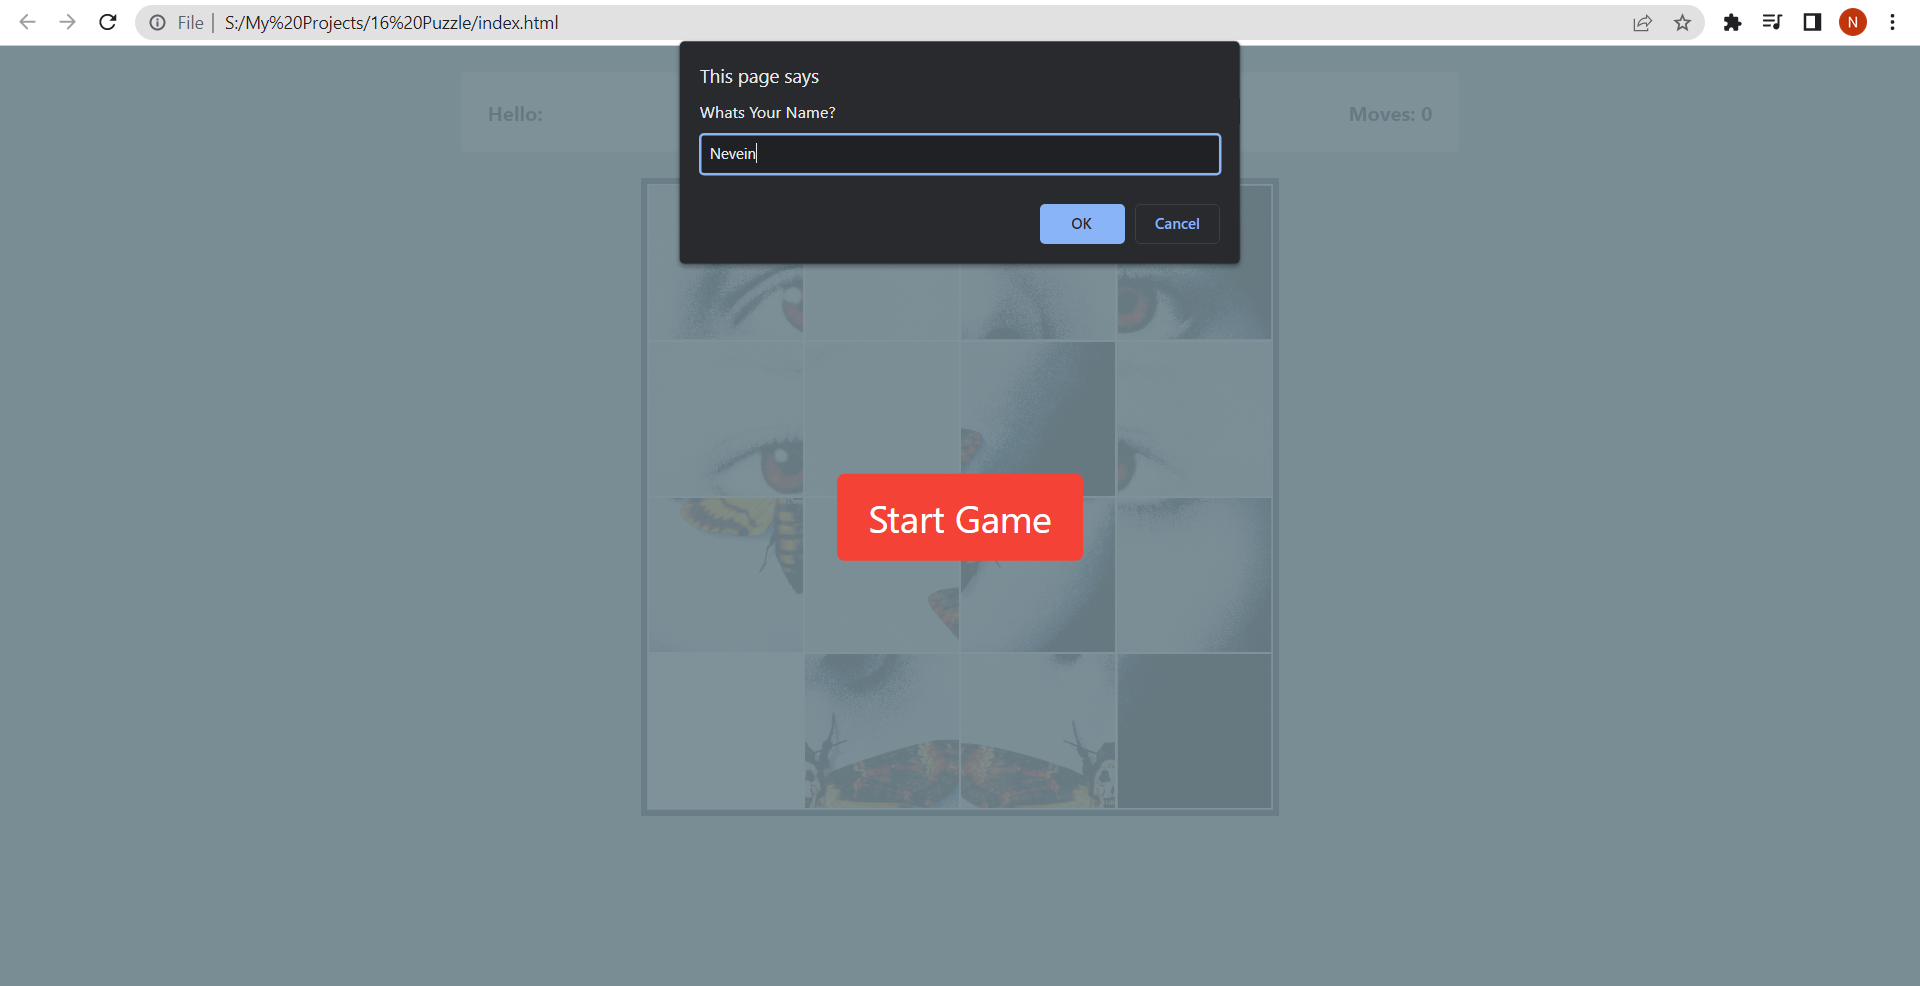 File | S:/My%20Projects/16%20Puzzle/index.html
N
This page says
Whats Your Name?
Nevein
OK Cancel
Hello: Moves: 0
Start Game